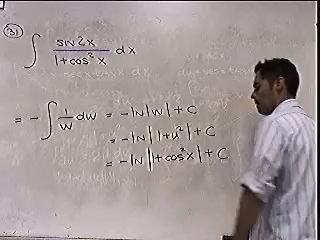 (31)
∫ sin 2x / 1+cos²x dx
= -∫ 1/w dw = -ln|w| + C
= -ln|1+u²| + C
= -ln|1+cos²x| + C